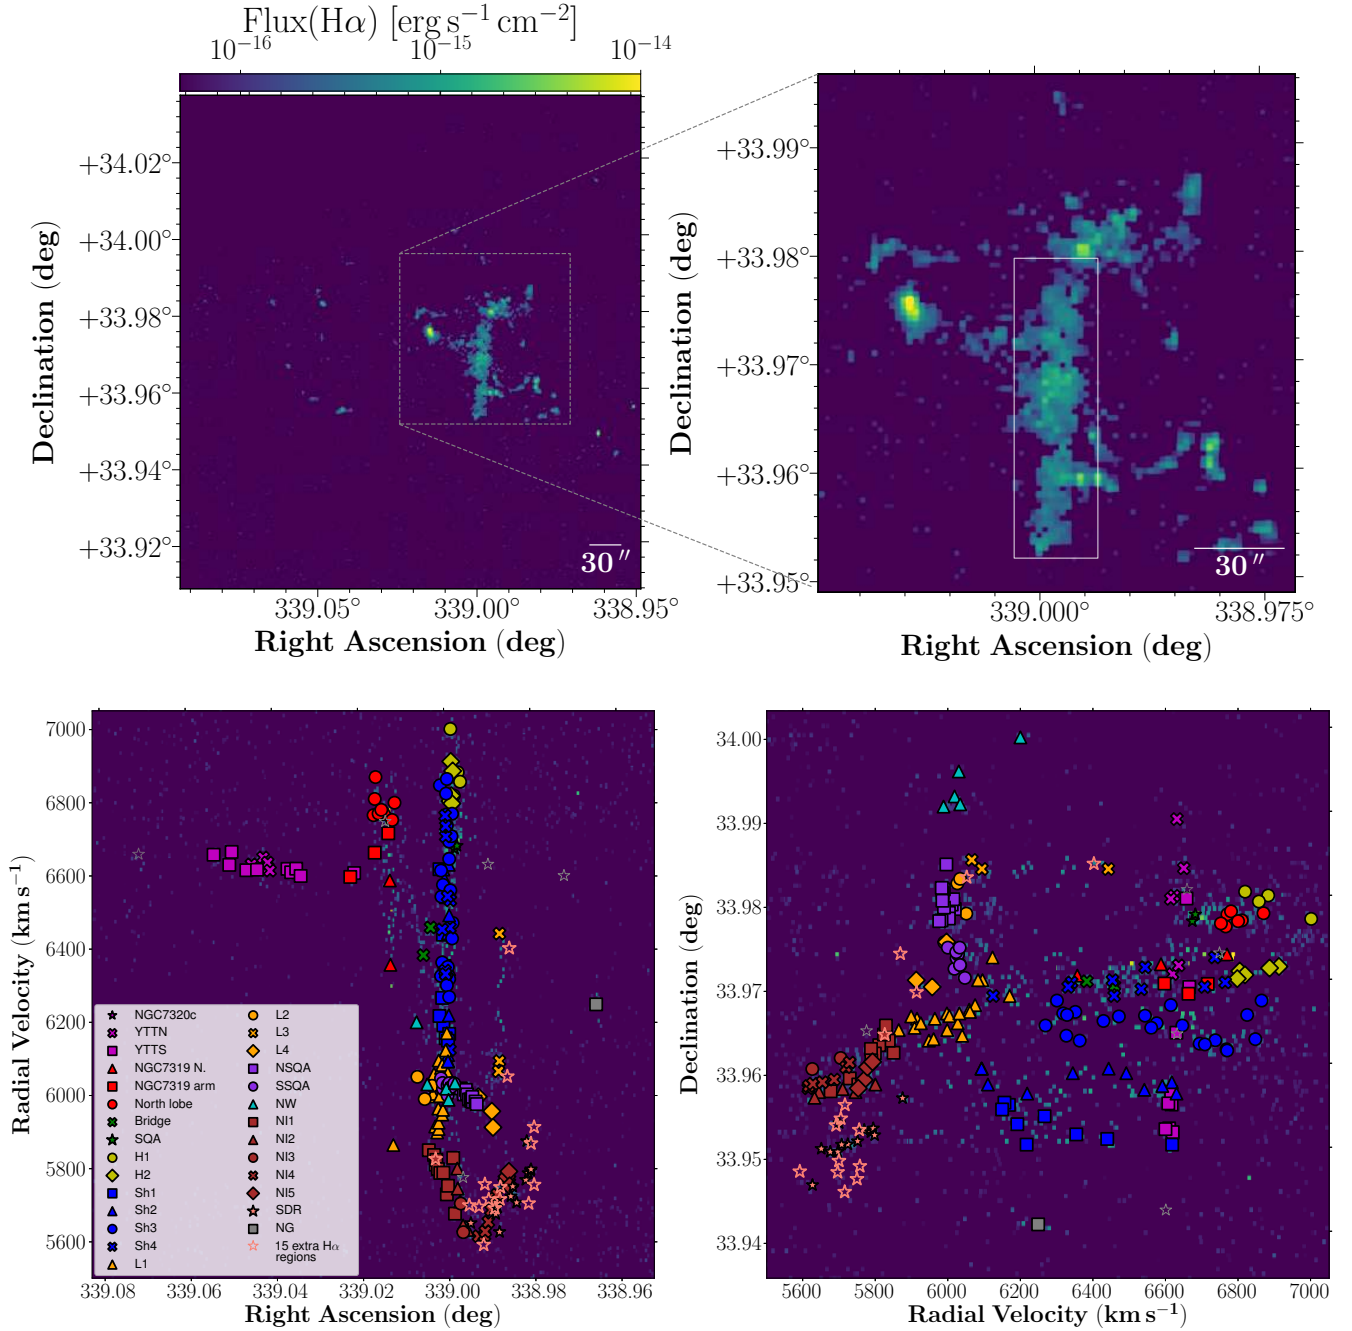 Flux(Hα) [erg s⁻¹ cm⁻²]
10⁻¹⁶ 10⁻¹⁵ 10⁻¹⁴
+34.02°
+34.00°
+33.98°
+33.96°
+33.94°
+33.92°
Declination (deg)
30″
339.05° 339.00° 338.95°
Right Ascension (deg)
+33.99°
+33.98°
+33.97°
+33.96°
+33.95°
Declination (deg)
30″
339.000° 338.975°
Right Ascension (deg)
7000
6800
6600
6400
6200
6000
5800
5600
Radial Velocity (km s⁻¹)
NGC7320c
YTTN
YTTS
NGC7319 N.
NGC7319 arm
North lobe
Bridge
SQA
H1
H2
Sh1
Sh2
Sh3
Sh4
L1
L2
L3
L4
NSQA
SSQA
NW
NI1
NI2
NI3
NI4
NI5
SDR
NG
15 extra Hα
regions
339.08 339.06 339.04 339.02 339.00 338.98 338.96
Right Ascension (deg)
34.00
33.99
33.98
33.97
33.96
33.95
33.94
Declination (deg)
5600 5800 6000 6200 6400 6600 6800 7000
Radial Velocity (km s⁻¹)